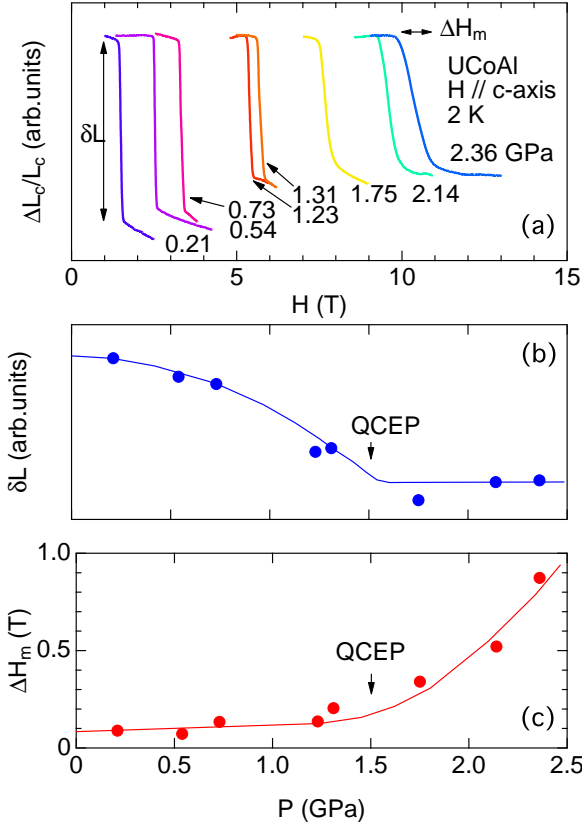 ΔHₘ
UCoAl
H // c-axis
2 K
2.36 GPa
δL
ΔL_c/L_c (arb.units)
0.73
0.54
0.21
1.31
1.23
1.75
2.14
(a)
0 5 10 15
H (T)
(b)
QCEP
δL (arb.units)
1.0
0.5
0
ΔHₘ (T)
QCEP
(c)
0 0.5 1.0 1.5 2.0 2.5
P (GPa)